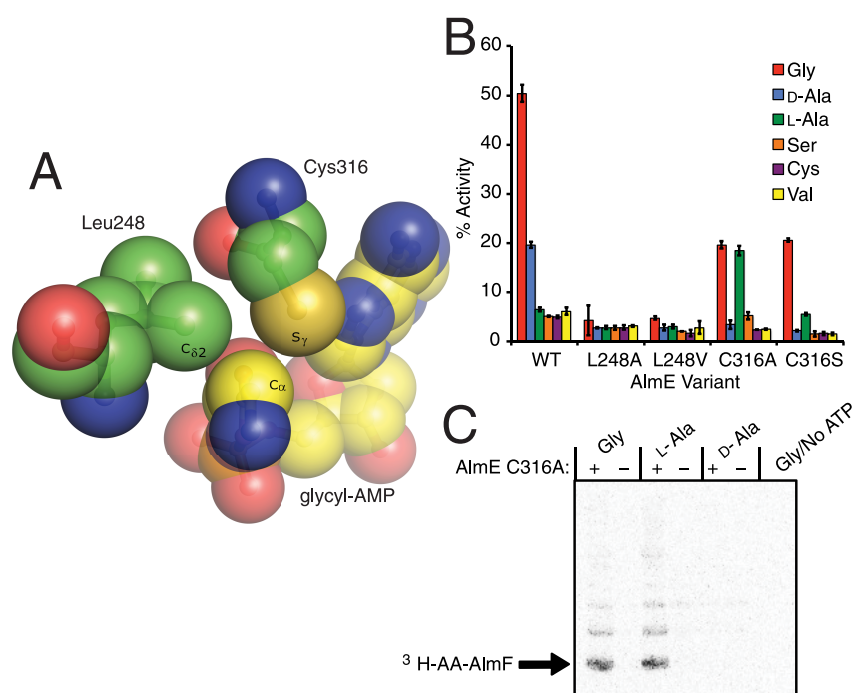 A
Cys316
Leu248
Cδ2
Sγ
Cα
glycyl-AMP
B
60
50
40
30
20
10
0
% Activity
Gly
D-Ala
L-Ala
Ser
Cys
Val
WT L248A L248V C316A C316S
AlmE Variant
C
Gly L-Ala D-Ala Gly/No ATP
AlmE C316A: + – + – + –
³ H-AA-AlmF